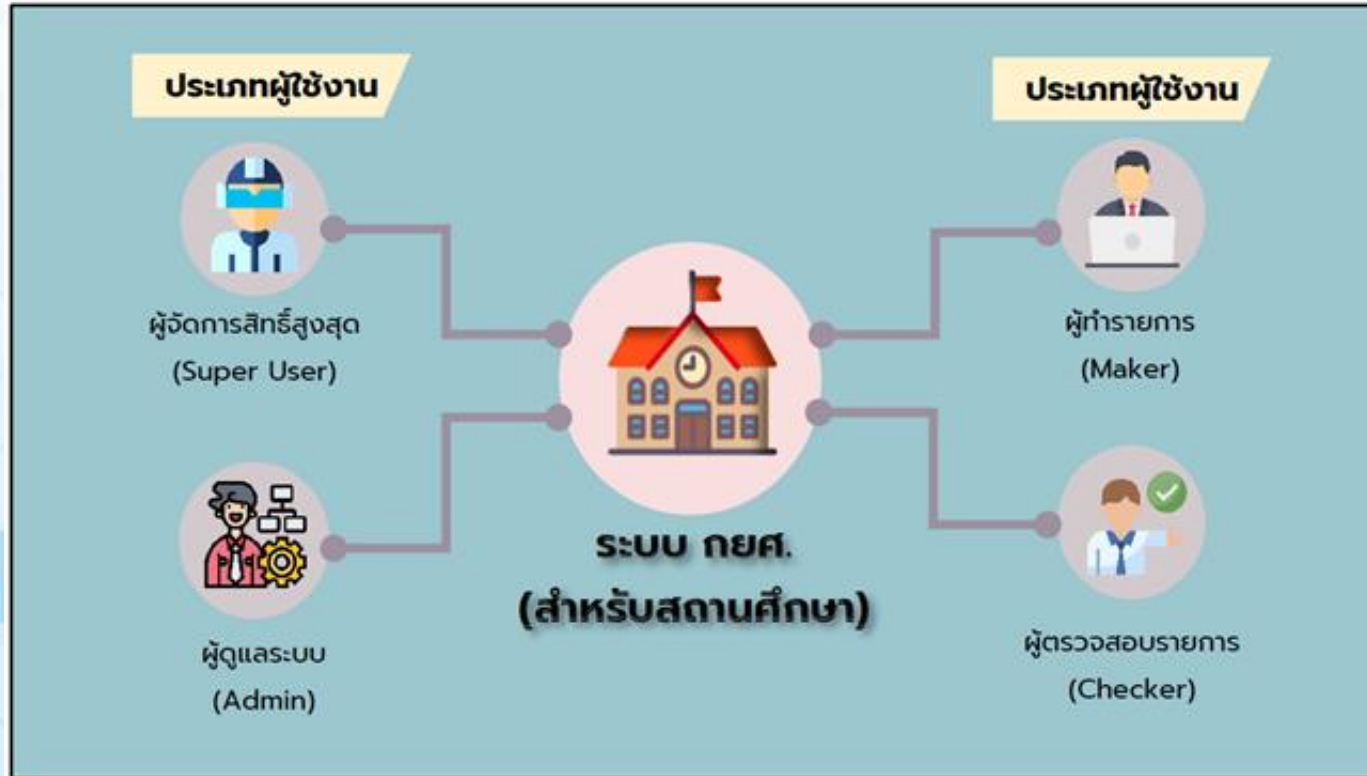 ประเภทผู้ใช้งาน
ผู้จัดการสิทธิ์สูงสุด
(Super User)
ผู้ดูแลระบบ
(Admin)
ระบบ กยศ.
(สำหรับสถานศึกษา)
ประเภทผู้ใช้งาน
ผู้ทำรายการ
(Maker)
ผู้ตรวจสอบรายการ
(Checker)